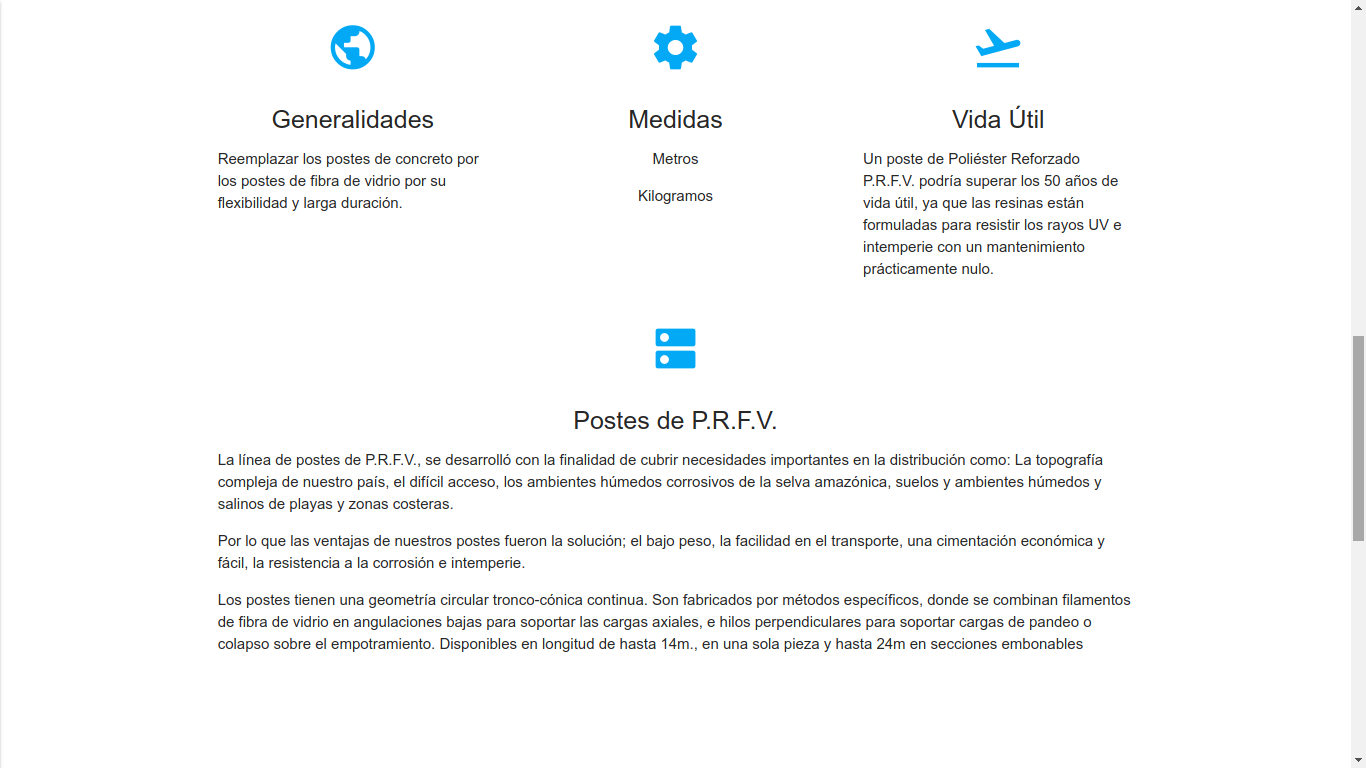 Generalidades
Reemplazar los postes de concreto por
los postes de fibra de vidrio por su
flexibilidad y larga duración.
Medidas
Metros
Kilogramos
Vida Útil
Un poste de Poliéster Reforzado
P.R.F.V. podría superar los 50 años de
vida útil, ya que las resinas están
formuladas para resistir los rayos UV e
intemperie con un mantenimiento
prácticamente nulo.
Postes de P.R.F.V.
La línea de postes de P.R.F.V., se desarrolló con la finalidad de cubrir necesidades importantes en la distribución como: La topografía
compleja de nuestro país, el difícil acceso, los ambientes húmedos corrosivos de la selva amazónica, suelos y ambientes húmedos y
salinos de playas y zonas costeras.
Por lo que las ventajas de nuestros postes fueron la solución; el bajo peso, la facilidad en el transporte, una cimentación económica y
fácil, la resistencia a la corrosión e intemperie.
Los postes tienen una geometría circular tronco-cónica continua. Son fabricados por métodos específicos, donde se combinan filamentos
de fibra de vidrio en angulaciones bajas para soportar las cargas axiales, e hilos perpendiculares para soportar cargas de pandeo o
colapso sobre el empotramiento. Disponibles en longitud de hasta 14m., en una sola pieza y hasta 24m en secciones embonables